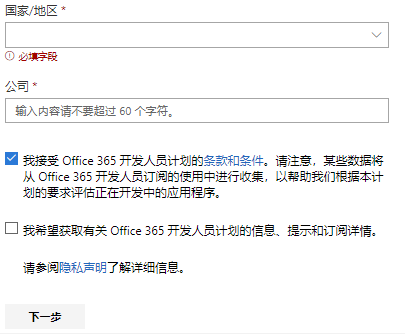 国家/地区 *
必填字段
公司 *
输入内容请不要超过 60 个字符。
我接受 Office 365 开发人员计划的条款和条件。请注意，某些数据将
从 Office 365 开发人员订阅的使用中进行收集，以帮助我们根据本计
划的要求评估正在开发中的应用程序。
我希望获取有关 Office 365 开发人员计划的信息、提示和订阅详情。
请参阅隐私声明了解详细信息。
下一步